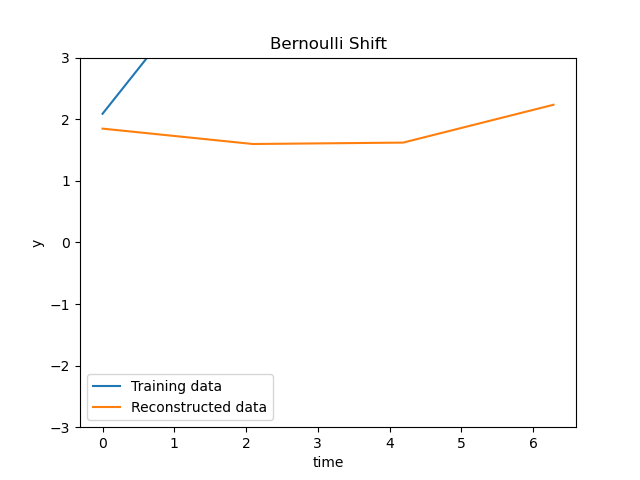 Bernoulli Shift
3
2
1
0
−1
−2
−3
y
Training data
Reconstructed data
0 1 2 3 4 5 6
time